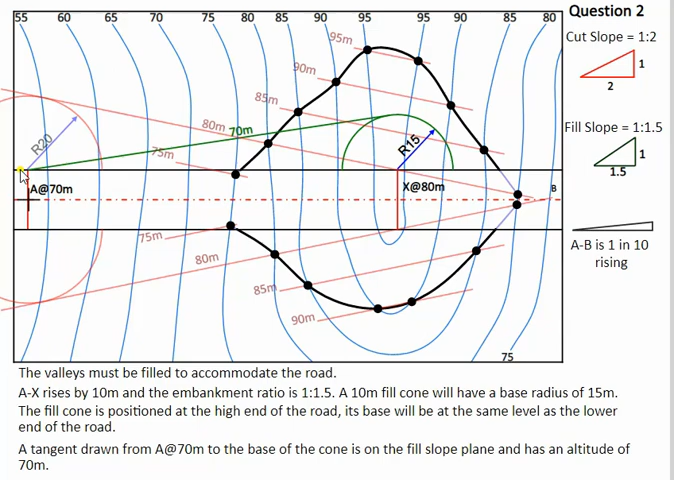 55 60 65 70 75 80 85 90 95 95 90 85 80
Question 2
Cut Slope = 1:2
1
2
Fill Slope = 1:1.5
1
1.5
A-B is 1 in 10
rising
95m
90m
85m
80m
70m
75m
R20
R15
A@70m
X@80m
B
75m
80m
85m
90m
75
The valleys must be filled to accommodate the road.
A-X rises by 10m and the embankment ratio is 1:1.5. A 10m fill cone will have a base radius of 15m.
The fill cone is positioned at the high end of the road, its base will be at the same level as the lower
end of the road.
A tangent drawn from A@70m to the base of the cone is on the fill slope plane and has an altitude of
70m.